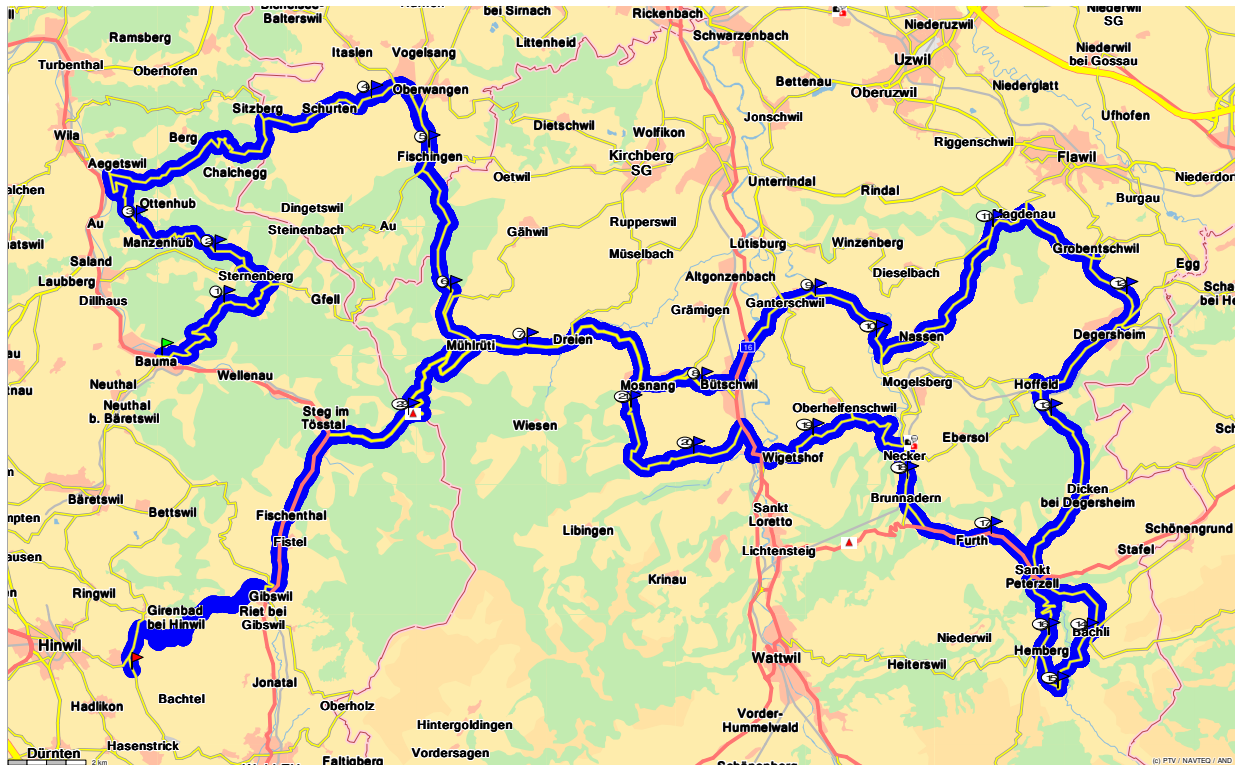 bei Sirnach
Balterswil
Rickenbach
Niederuzwil
Niederwil
SG
Ramsberg
Itaslen
Vogelsang
Littenheid
Schwarzenbach
Turbenthal
Oberhofen
Uzwil
Niederwil
bei Gossau
Bettenau
Oberuzwil
Niederglatt
Oberwangen
Sitzberg
Schurten
Jonschwil
Ufhofen
Wila
Berg
Dietschwil
Wolfikon
Riggenschwil
Aegetswil
Fischingen
Kirchberg
SG
Flawil
Chalchegg
Oetwil
Unterrindal
Niederdorf
Ottenhub
Rindal
Burgau
Dingetswil
Magdenau
Au
Steinenbach
Au
Gähwil
Rupperswil
Manzenhub
Müselbach
Lütisburg
Winzenberg
Grobentschwil
Saland
Egg
Laubberg
Sternenberg
Altgonzenbach
Dieselbach
Dillhaus
Gfell
Grämigen
Ganterschwil
Nassen
Degersheim
Bauma
Mühlrüti
Dreien
16
Wellenau
Neuthal
Mosnang
Bütschwil
Mogelsberg
Hoffeld
Neuthal
b. Bäretswil
Steg im
Tösstal
Wiesen
Oberhelfenschwil
Ebersol
Wigetshof
Necker
Bäretswil
Bettswil
Brunnadern
Dicken
bei Degersheim
Fischenthal
Sankt
Loretto
Libingen
Schönengrund
Fistel
Lichtensteig
Furth
Stafel
Krinau
Sankt
Peterzell
Ringwil
Gibswil
Girenbad
bei Hinwil
Riet bei
Gibswil
Hinwil
Niederwil
Bächli
Hemberg
Wattwil
Heiterswil
Jonatal
Bachtel
Oberholz
Hadlikon
Hintergoldingen
Vorder-
Hummelwald
Hasenstrick
Dürnten
Vordersagen
Faltigberg
2 km
(c) PTV / NAVTEQ / AND